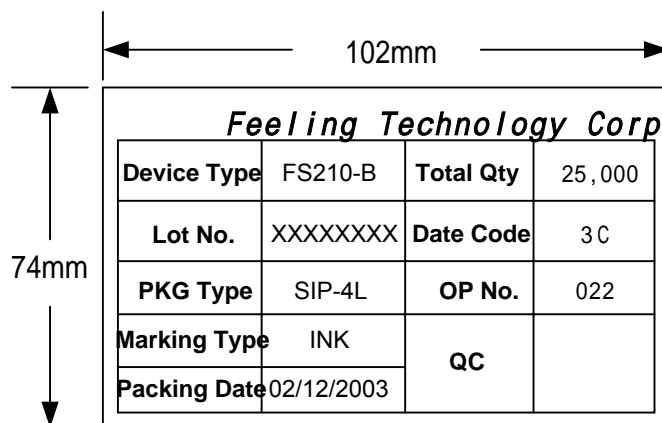 102mm
Feeling Technology Corp
Device Type FS210-B Total Qty 25,000
Lot No. XXXXXXXX Date Code 3C
74mm
PKG Type SIP-4L OP No. 022
Marking Type INK
QC
Packing Date 02/12/2003